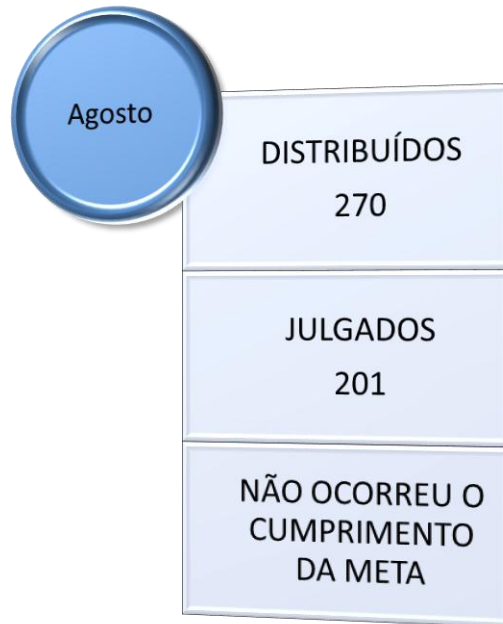 Agosto
DISTRIBUÍDOS
270
JULGADOS
201
NÃO OCORREU O
CUMPRIMENTO
DA META